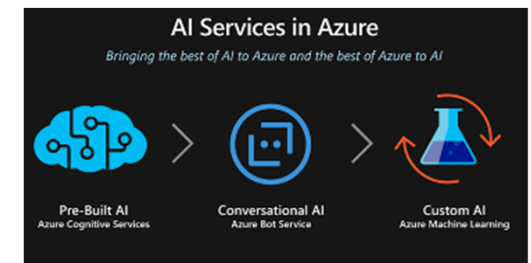 AI Services in Azure
Bringing the best of AI to Azure and the best of Azure to AI
Pre-Built AI
Azure Cognitive Services
Conversational AI
Azure Bot Service
Custom AI
Azure Machine Learning